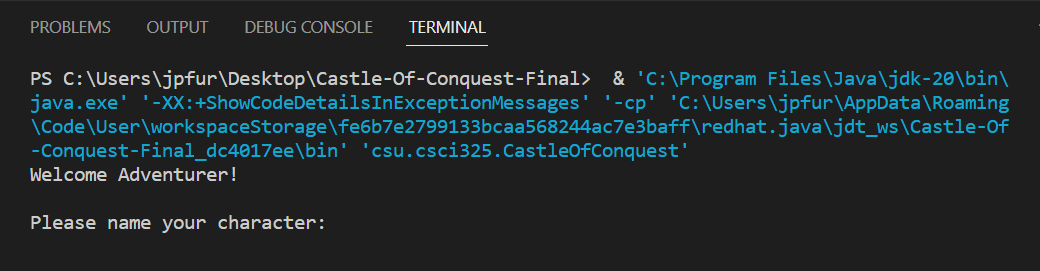 PROBLEMS OUTPUT DEBUG CONSOLE TERMINAL
PS C:\Users\jpfur\Desktop\Castle-Of-Conquest-Final>  & 'C:\Program Files\Java\jdk-20\bin\
java.exe' '-XX:+ShowCodeDetailsInExceptionMessages' '-cp' 'C:\Users\jpfur\AppData\Roaming
\Code\User\workspaceStorage\fe6b7e2799133bcaa568244ac7e3baff\redhat.java\jdt_ws\Castle-Of
-Conquest-Final_dc4017ee\bin' 'csu.csci325.CastleOfConquest'
Welcome Adventurer!
Please name your character: